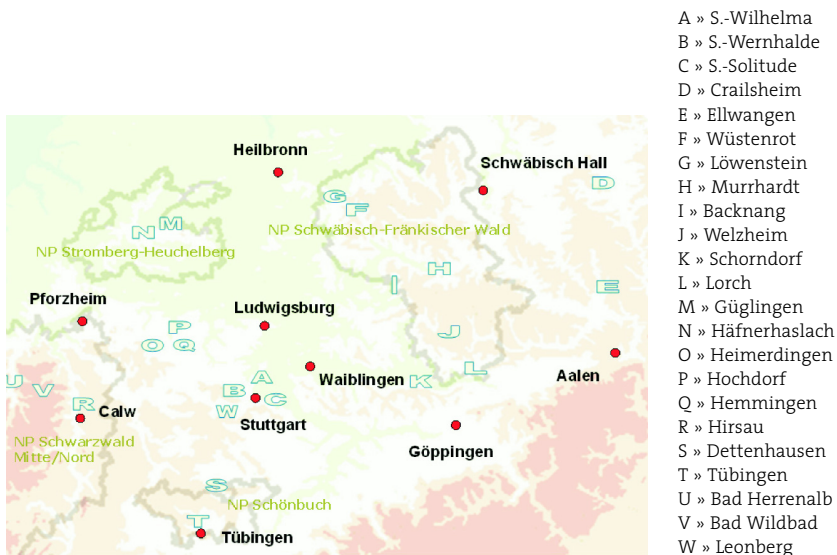 A » S.-Wilhelma
B » S.-Wernhalde
C » S.-Solitude
D » Crailsheim
E » Ellwangen
F » Wüstenrot
G » Löwenstein
H » Murrhardt
I » Backnang
J » Welzheim
K » Schorndorf
L » Lorch
M » Güglingen
N » Häfnerhaslach
O » Heimerdingen
P » Hochdorf
Q » Hemmingen
R » Hirsau
S » Dettenhausen
T » Tübingen
U » Bad Herrenalb
V » Bad Wildbad
W » Leonberg
Heilbronn
Schwäbisch Hall
D
G
F
M
N
NP Schwäbisch-Fränkischer Wald
NP Stromberg-Heuchelberg
H
I
E
Pforzheim
Ludwigsburg
P
J
O
Q
Waiblingen
L
Aalen
A
K
U
V
B
C
R
Calw
W
Stuttgart
NP Schwarzwald
Mitte/Nord
Göppingen
S
NP Schönbuch
T
Tübingen